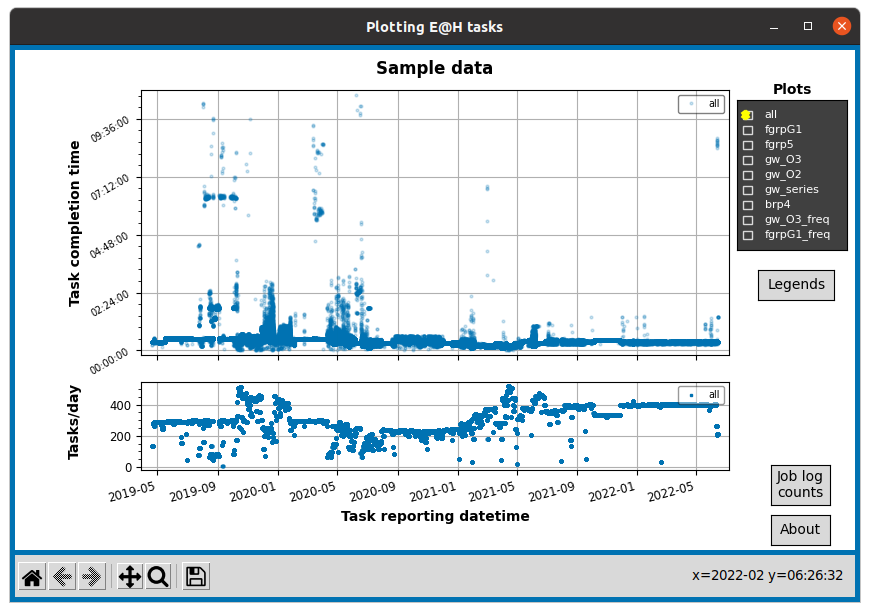 Plotting E@H tasks
Sample data
Plots
all
all
fgrpG1
fgrp5
gw_O3
gw_O2
gw_series
brp4
gw_O3_freq
fgrpG1_freq
Legends
Task completion time
09:36:00
07:12:00
04:48:00
02:24:00
00:00:00
all
Tasks/day
400
200
0
2019-05 2019-09 2020-01 2020-05 2020-09 2021-01 2021-05 2021-09 2022-01 2022-05
Task reporting datetime
Job log
counts
About
x=2022-02 y=06:26:32